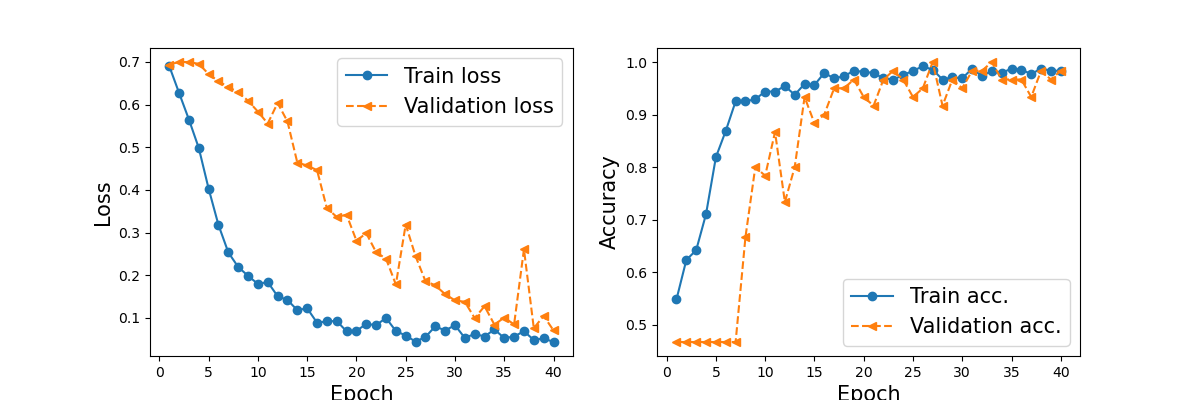 0.7
0.6
0.5
0.4
0.3
0.2
0.1
Loss
0 5 10 15 20 25 30 35 40
Epoch
Train loss
Validation loss
1.0
0.9
0.8
0.7
0.6
0.5
Accuracy
0 5 10 15 20 25 30 35 40
Epoch
Train acc.
Validation acc.